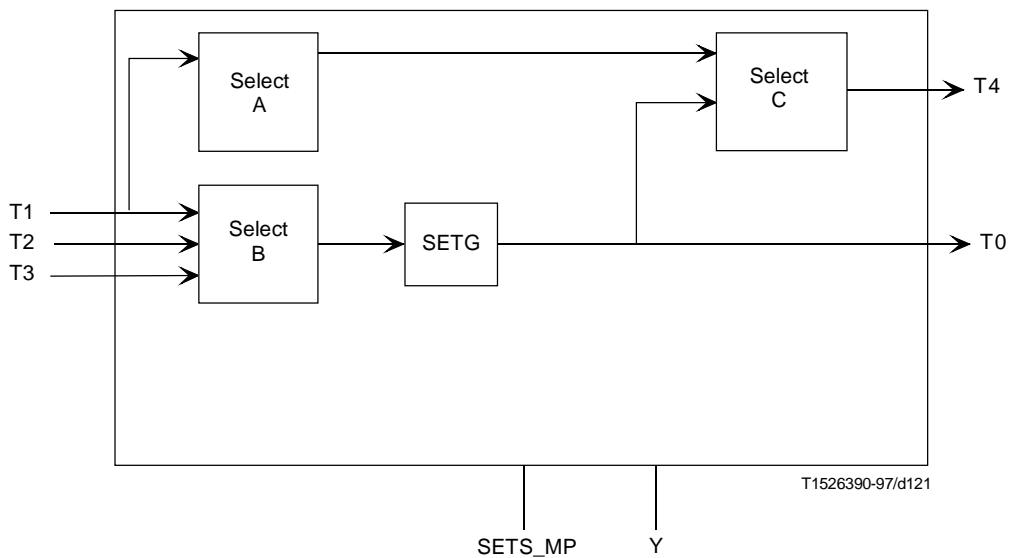 Select
A
Select
C
T4
T1
T2
T3
Select
B
SETG
T0
T1526390-97/d121
SETS_MP
Y